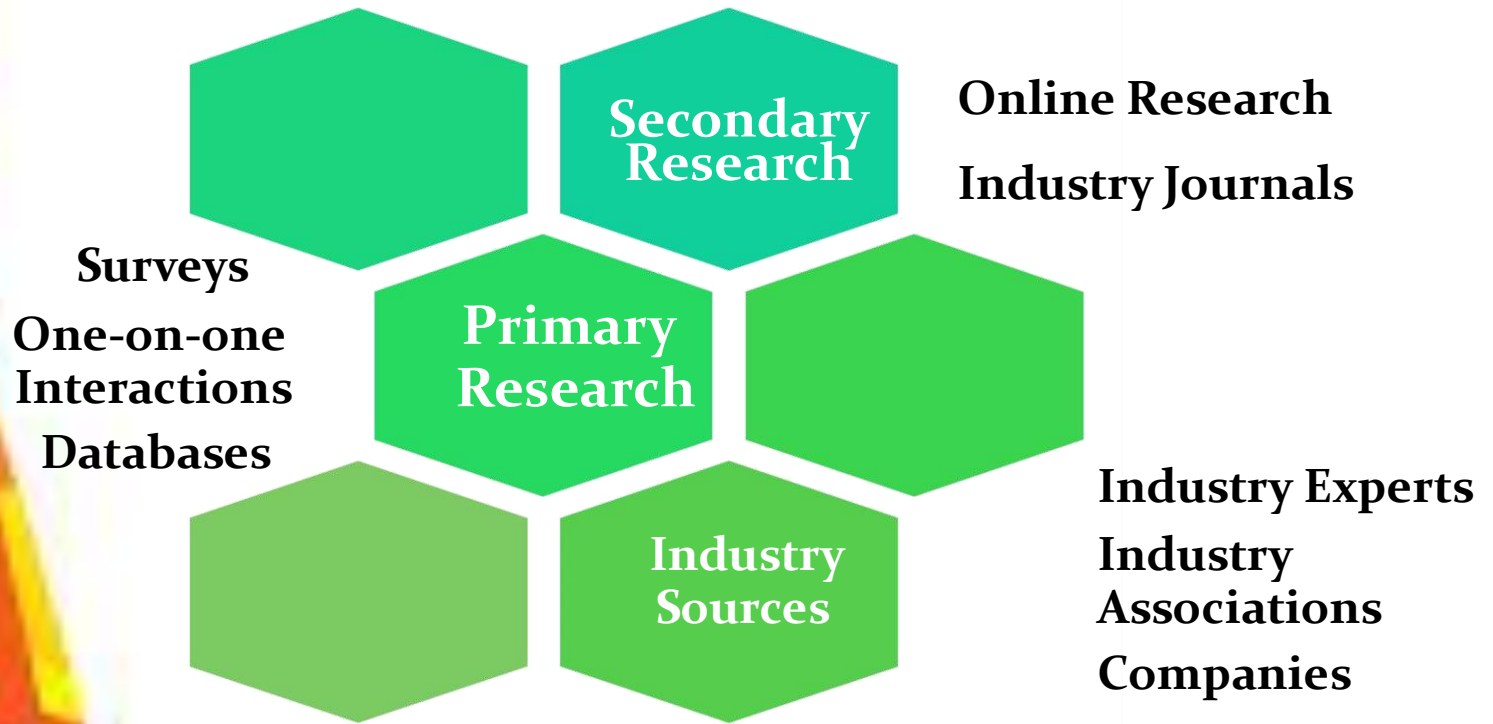 Secondary
Research
Online Research
Industry Journals
Surveys
One-on-one
Interactions
Databases
Primary
Research
Industry
Sources
Industry Experts
Industry
Associations
Companies